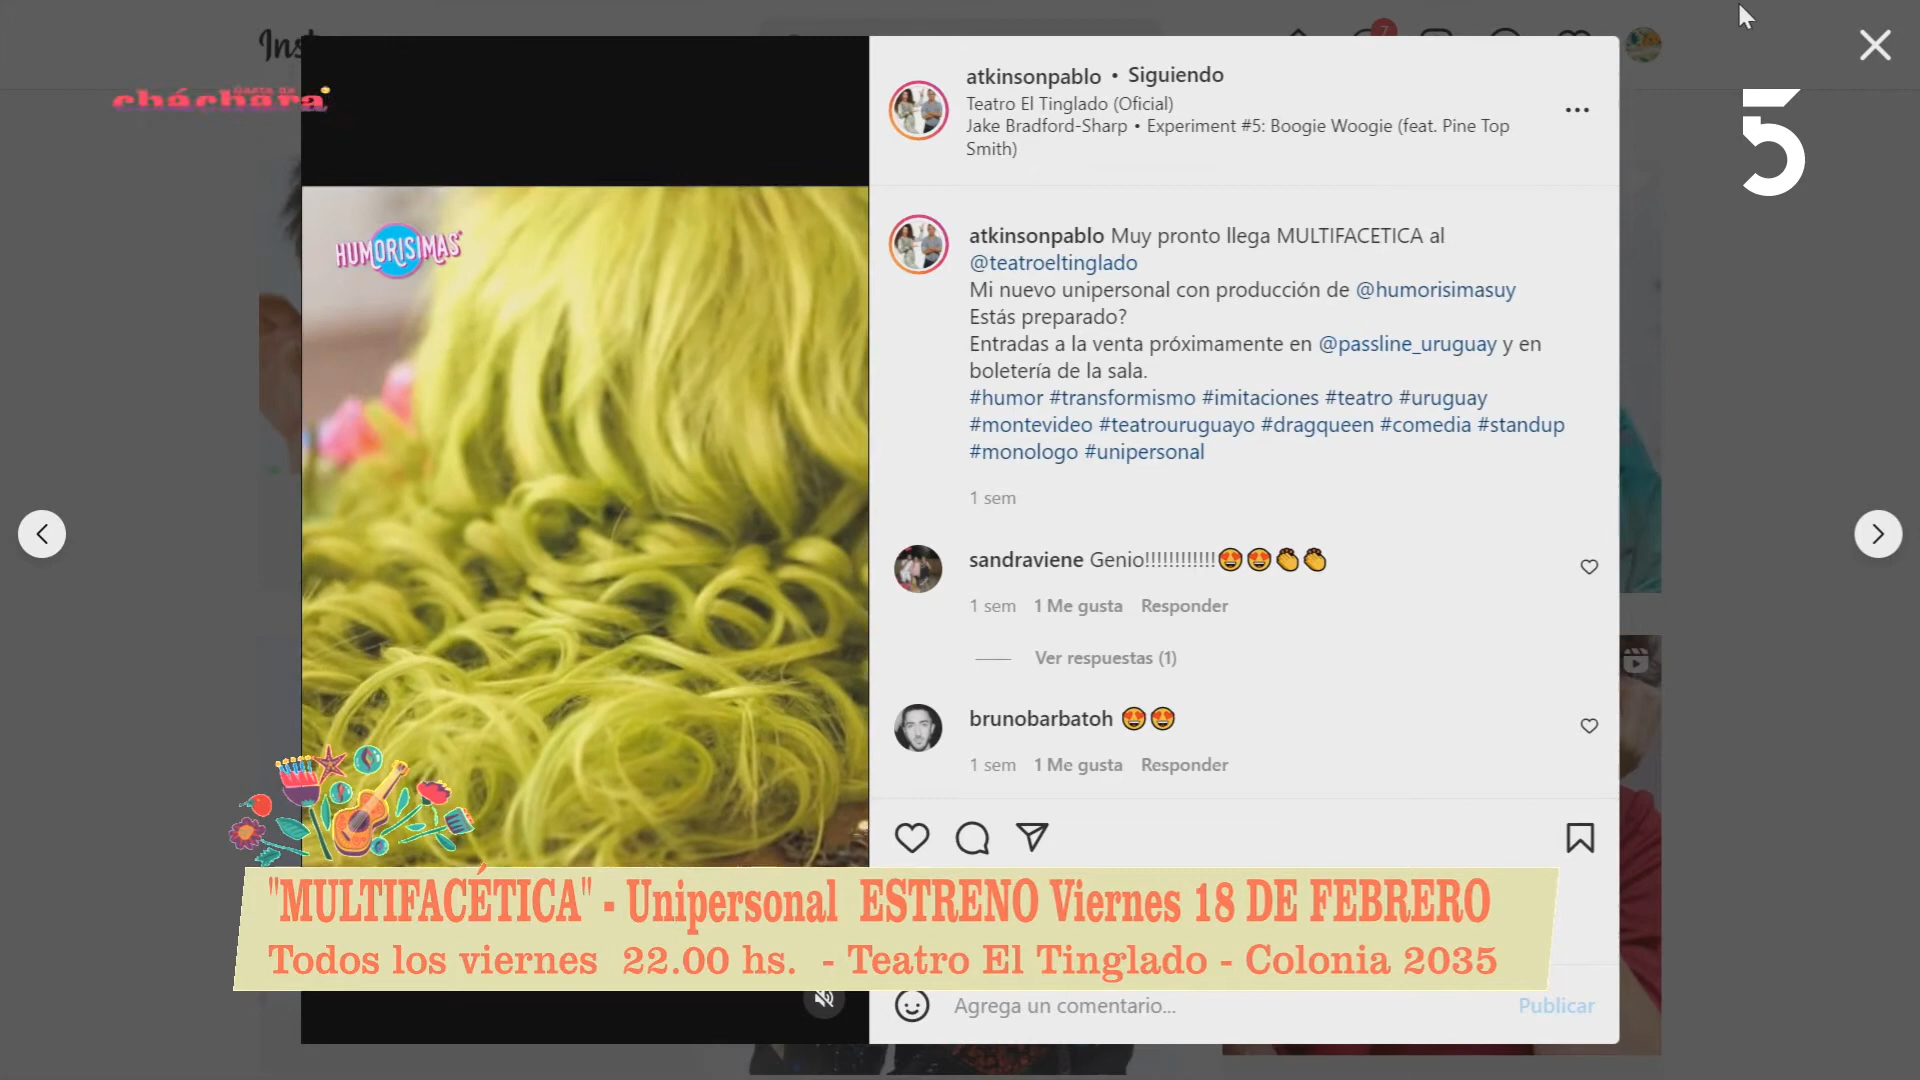 Inst
7
cháchara
5
atkinsonpablo • Siguiendo
Teatro El Tinglado (Oficial)
Jake Bradford-Sharp • Experiment #5: Boogie Woogie (feat. Pine Top
Smith)
HUMORISIMAS
atkinsonpablo Muy pronto llega MULTIFACETICA al
@teatroeltinglado
Mi nuevo unipersonal con producción de @humorisimasuy
Estás preparado?
Entradas a la venta próximamente en @passline_uruguay y en
boletería de la sala.
#humor #transformismo #imitaciones #teatro #uruguay
#montevideo #teatrouruguayo #dragqueen #comedia #standup
#monologo #unipersonal
1 sem
sandraviene Genio!!!!!!!!!!!!😍😍👏👏
1 sem 1 Me gusta Responder
Ver respuestas (1)
brunobarbatoh 😍😍
1 sem 1 Me gusta Responder
"MULTIFACÉTICA" - Unipersonal ESTRENO Viernes 18 DE FEBRERO
Todos los viernes 22.00 hs. - Teatro El Tinglado - Colonia 2035
Agrega un comentario... Publicar